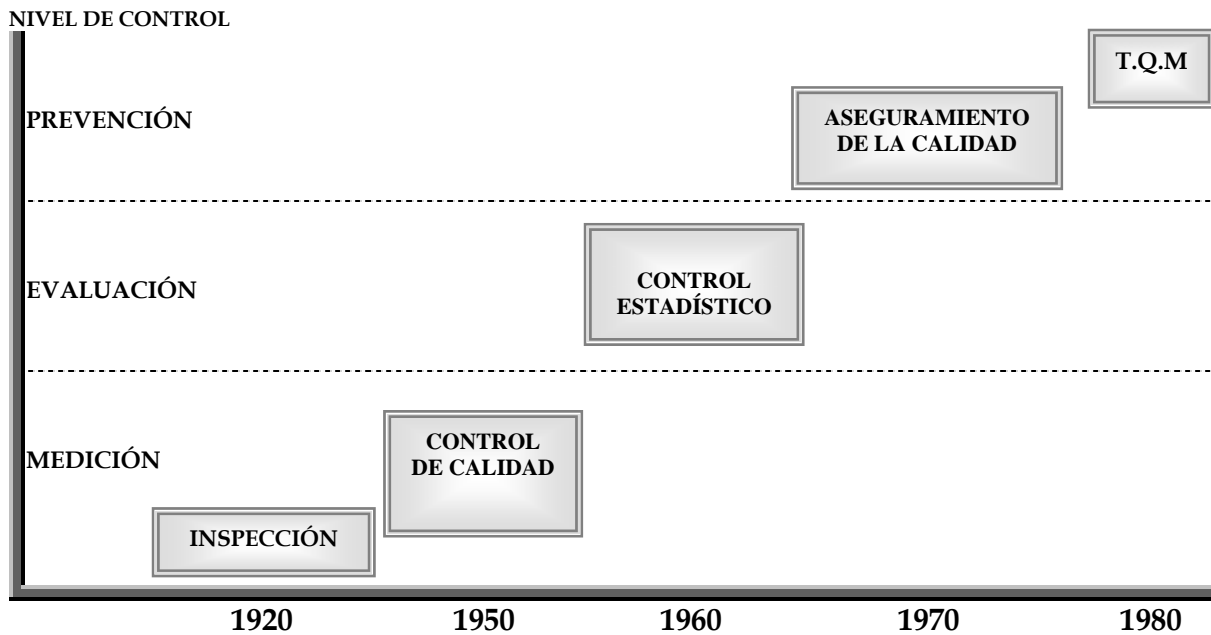 NIVEL DE CONTROL
T.Q.M
PREVENCIÓN
ASEGURAMIENTO
DE LA CALIDAD
EVALUACIÓN
CONTROL
ESTADÍSTICO
MEDICIÓN
CONTROL
DE CALIDAD
INSPECCIÓN
1920 1950 1960 1970 1980